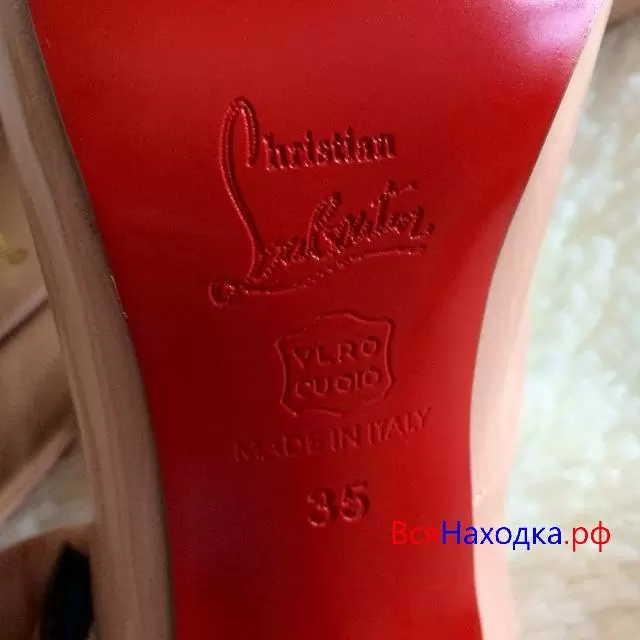 Christian
Louboutin
VERO
CUOIO
MADE IN ITALY
35
ВсяНаходка.рф